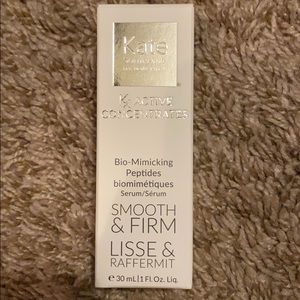 Kate
K ACTIVE
CONCENTRATES
Bio-Mimicking
Peptides
biomimétiques
Serum/Sérum
SMOOTH
& FIRM
LISSE &
RAFFERMIT
e 30 mL|1 Fl. Oz. Liq.